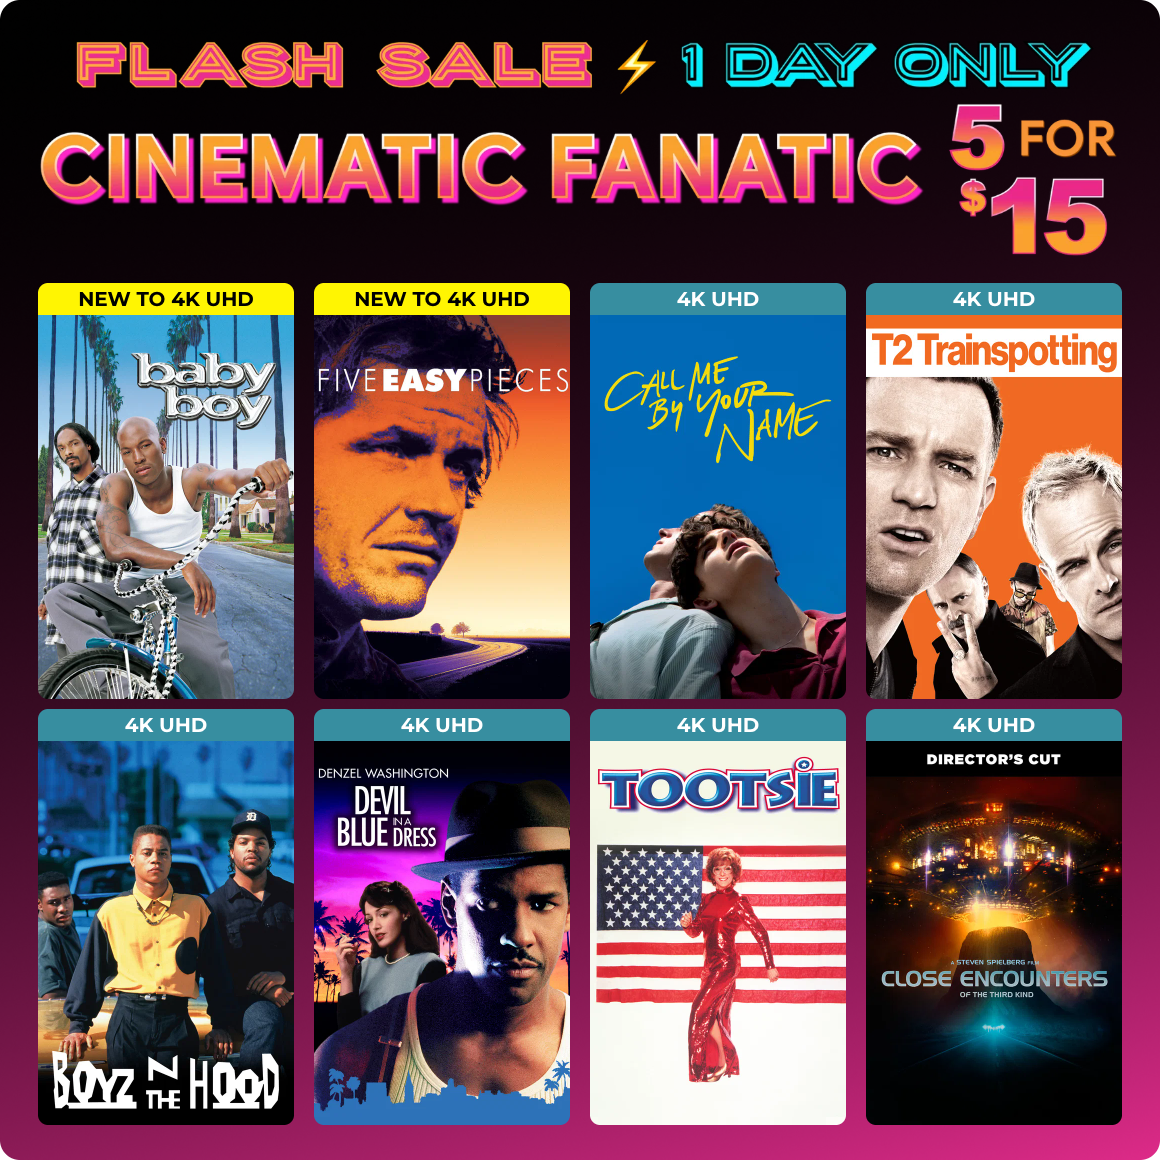 FLASH SALE ⚡ 1 DAY ONLY
CINEMATIC FANATIC
5 FOR
$15
NEW TO 4K UHD
baby
boy
NEW TO 4K UHD
FIVE EASY PIECES
4K UHD
CALL ME
BY YOUR
NAME
4K UHD
T2 Trainspotting
4K UHD
BOYZ N
THE HOOD
4K UHD
DENZEL WASHINGTON
DEVIL
BLUE IN A DRESS
4K UHD
TOOTSIE
4K UHD
DIRECTOR'S CUT
A STEVEN SPIELBERG FILM
CLOSE ENCOUNTERS
OF THE THIRD KIND